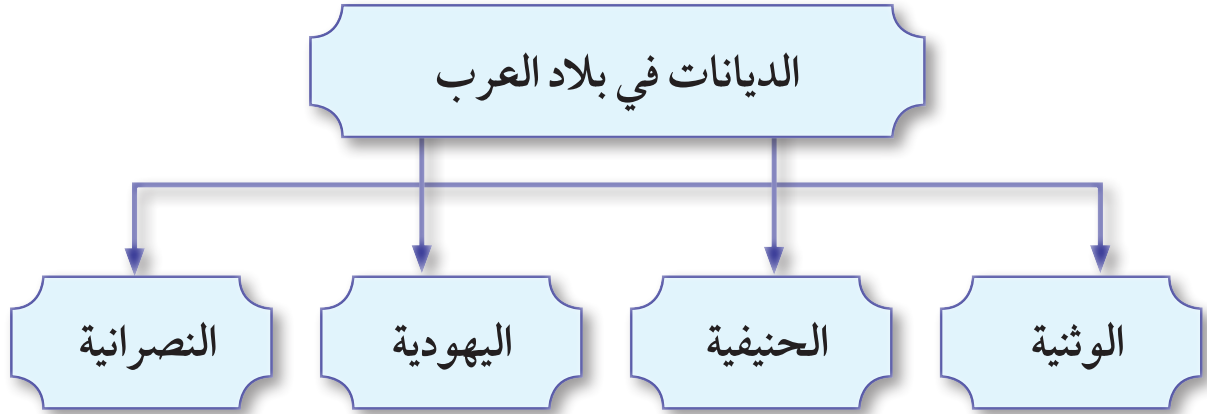 الديانات في بلاد العرب
الوثنية
الحنيفية
اليهودية
النصرانية